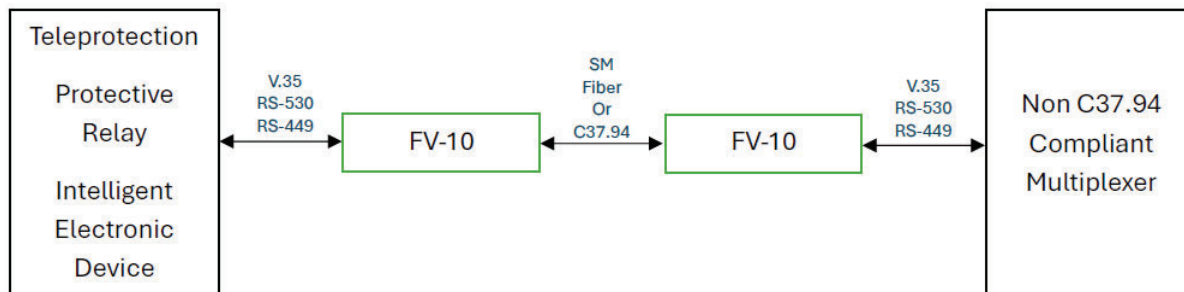 Teleprotection
Protective
Relay
Intelligent
Electronic
Device
V.35
RS-530
RS-449
FV-10
SM
Fiber
Or
C37.94
FV-10
V.35
RS-530
RS-449
Non C37.94
Compliant
Multiplexer